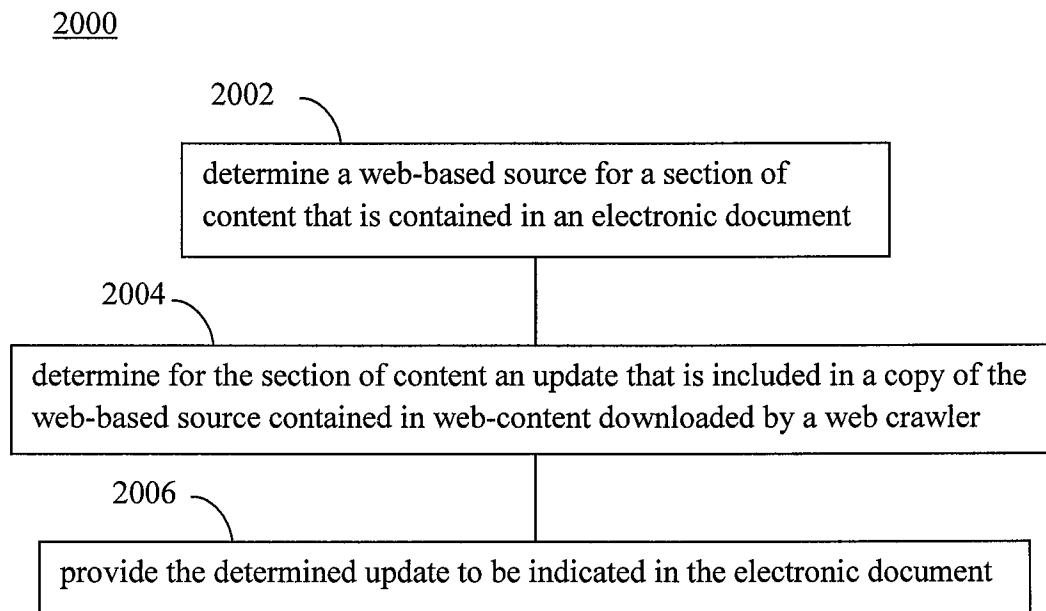 2000
2002
determine a web-based source for a section of
content that is contained in an electronic document
2004
determine for the section of content an update that is included in a copy of the
web-based source contained in web-content downloaded by a web crawler
2006
provide the determined update to be indicated in the electronic document